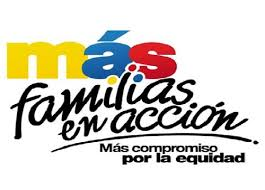 más
familias
en acción
Más compromiso
por la equidad